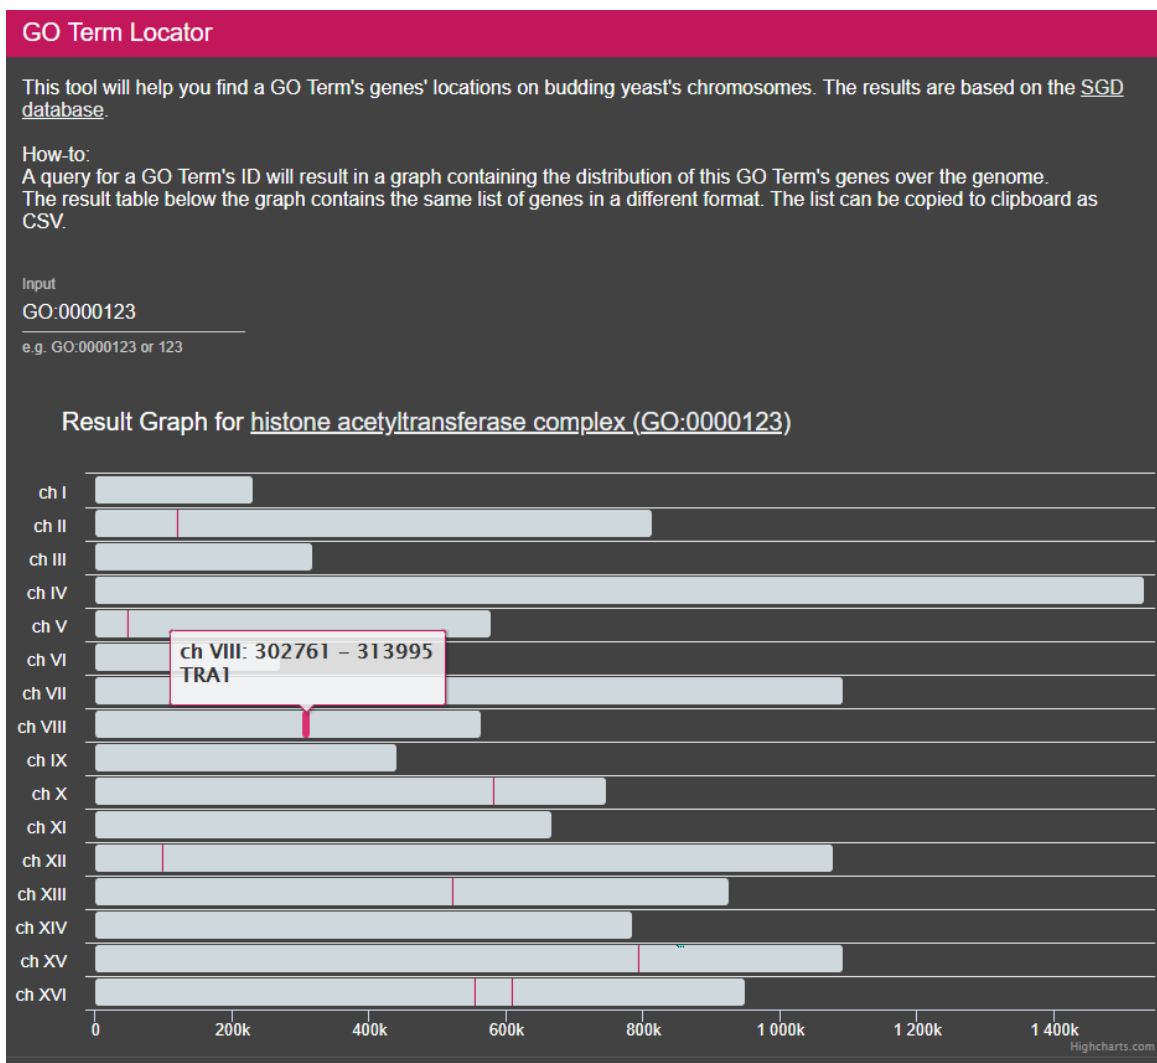 GO Term Locator
This tool will help you find a GO Term's genes' locations on budding yeast's chromosomes. The results are based on the SGD
database.
How-to:
A query for a GO Term's ID will result in a graph containing the distribution of this GO Term's genes over the genome.
The result table below the graph contains the same list of genes in a different format. The list can be copied to clipboard as
CSV.
Input
GO:0000123
e.g. GO:0000123 or 123
Result Graph for histone acetyltransferase complex (GO:0000123)
ch I
ch II
ch III
ch IV
ch V
ch VI
ch VII
ch VIII: 302761 – 313995
TRA1
ch VIII
ch IX
ch X
ch XI
ch XII
ch XIII
ch XIV
ch XV
ch XVI
0 200k 400k 600k 800k 1 000k 1 200k 1 400k
Highcharts.com